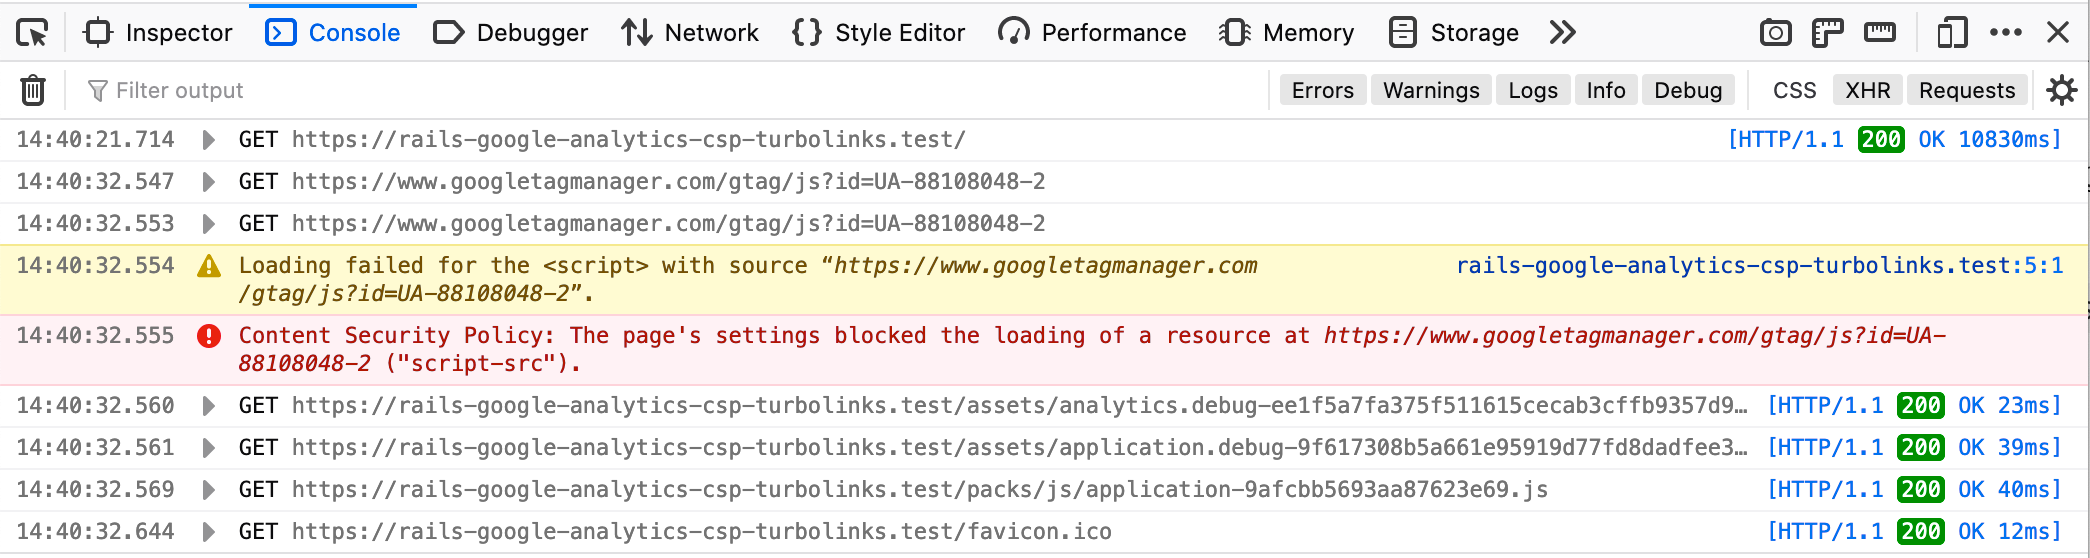 Inspector Console Debugger Network Style Editor Performance Memory Storage
Filter output Errors Warnings Logs Info Debug CSS XHR Requests
14:40:21.714 GET https://rails-google-analytics-csp-turbolinks.test/ [HTTP/1.1 200 OK 10830ms]
14:40:32.547 GET https://www.googletagmanager.com/gtag/js?id=UA-88108048-2
14:40:32.553 GET https://www.googletagmanager.com/gtag/js?id=UA-88108048-2
14:40:32.554 Loading failed for the <script> with source “https://www.googletagmanager.com rails-google-analytics-csp-turbolinks.test:5:1
/gtag/js?id=UA-88108048-2”.
14:40:32.555 Content Security Policy: The page's settings blocked the loading of a resource at https://www.googletagmanager.com/gtag/js?id=UA-
88108048-2 ("script-src").
14:40:32.560 GET https://rails-google-analytics-csp-turbolinks.test/assets/analytics.debug-ee1f5a7fa375f511615cecab3cffb9357d9… [HTTP/1.1 200 OK 23ms]
14:40:32.561 GET https://rails-google-analytics-csp-turbolinks.test/assets/application.debug-9f617308b5a661e95919d77fd8dadfee3… [HTTP/1.1 200 OK 39ms]
14:40:32.569 GET https://rails-google-analytics-csp-turbolinks.test/packs/js/application-9afcbb5693aa87623e69.js [HTTP/1.1 200 OK 40ms]
14:40:32.644 GET https://rails-google-analytics-csp-turbolinks.test/favicon.ico [HTTP/1.1 200 OK 12ms]